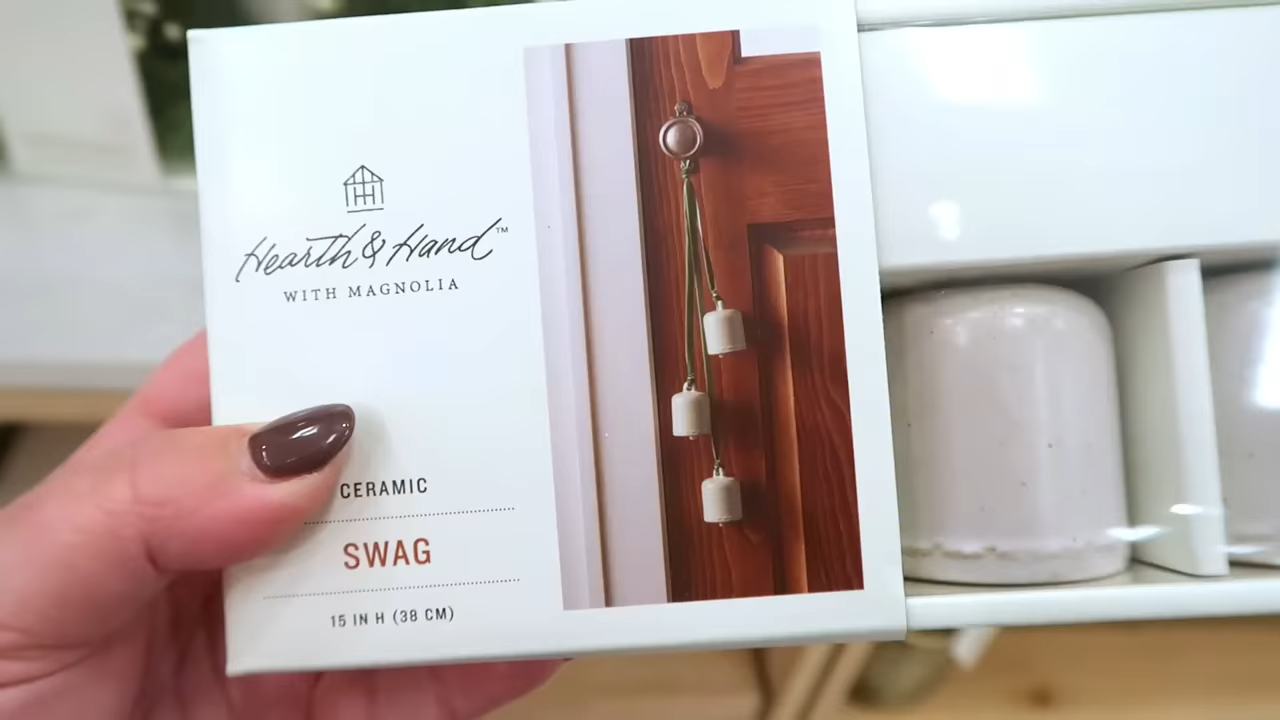 Hearth & Hand™
WITH MAGNOLIA
CERAMIC
SWAG
15 IN H (38 CM)